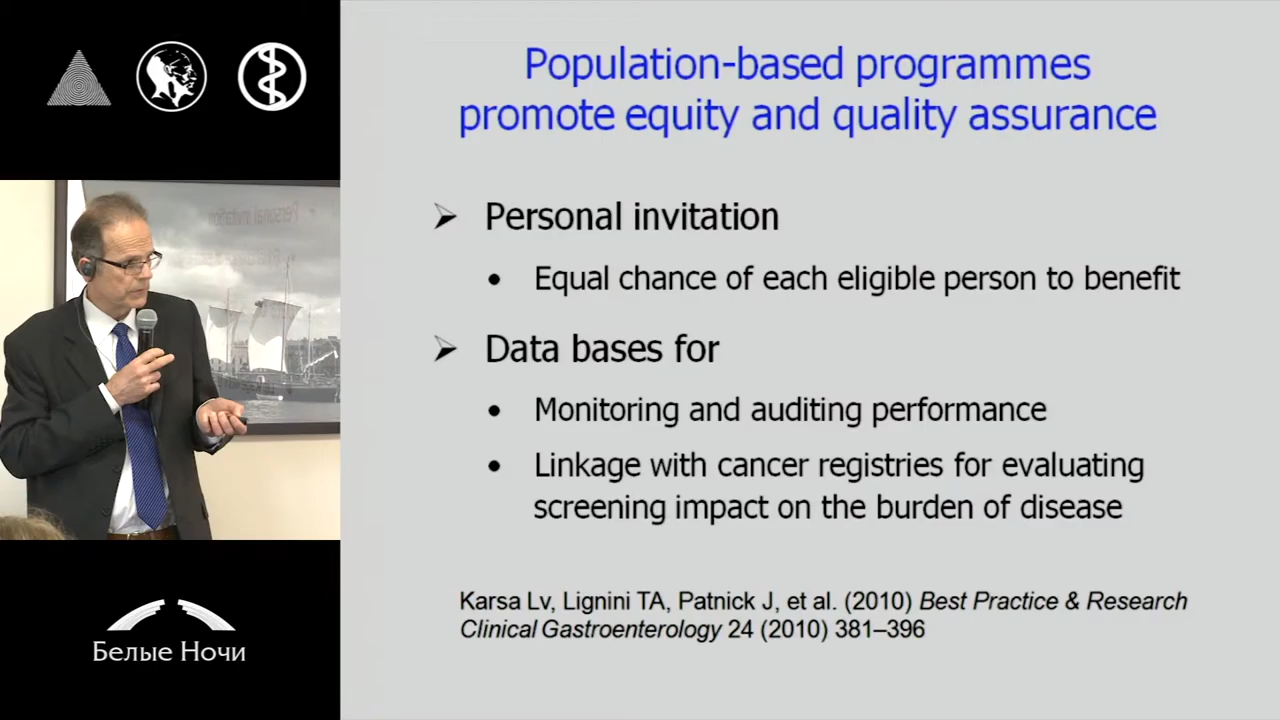 Population-based programmes
promote equity and quality assurance
Personal invitation
Equal chance of each eligible person to benefit
Data bases for
Monitoring and auditing performance
Linkage with cancer registries for evaluating
screening impact on the burden of disease
Karsa Lv, Lignini TA, Patnick J, et al. (2010) Best Practice & Research
Clinical Gastroenterology 24 (2010) 381–396
Белые Ночи